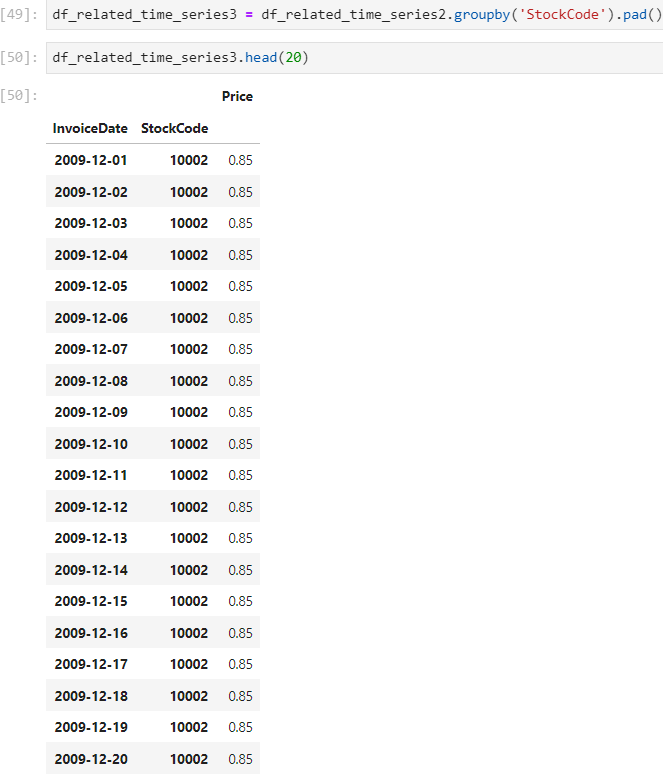 [49]: df_related_time_series3 = df_related_time_series2.groupby('StockCode').pad()
[50]: df_related_time_series3.head(20)
[50]:
Price
InvoiceDate StockCode
2009-12-01 10002 0.85
2009-12-02 10002 0.85
2009-12-03 10002 0.85
2009-12-04 10002 0.85
2009-12-05 10002 0.85
2009-12-06 10002 0.85
2009-12-07 10002 0.85
2009-12-08 10002 0.85
2009-12-09 10002 0.85
2009-12-10 10002 0.85
2009-12-11 10002 0.85
2009-12-12 10002 0.85
2009-12-13 10002 0.85
2009-12-14 10002 0.85
2009-12-15 10002 0.85
2009-12-16 10002 0.85
2009-12-17 10002 0.85
2009-12-18 10002 0.85
2009-12-19 10002 0.85
2009-12-20 10002 0.85